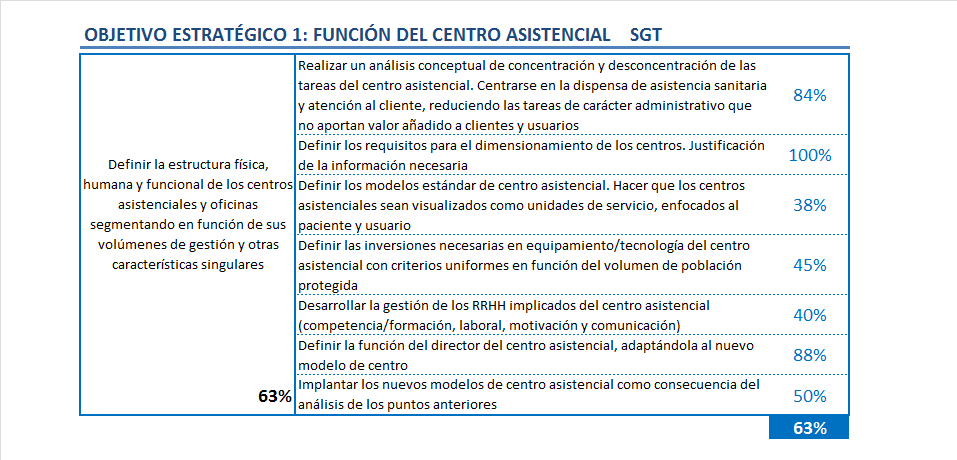 OBJETIVO ESTRATÉGICO 1: FUNCIÓN DEL CENTRO ASISTENCIAL SGT
Definir la estructura física,
humana y funcional de los centros
asistenciales y oficinas
segmentando en función de sus
volúmenes de gestión y otras
características singulares
63%
Realizar un análisis conceptual de concentración y desconcentración de las
tareas del centro asistencial. Centrarse en la dispensa de asistencia sanitaria
y atención al cliente, reduciendo las tareas de carácter administrativo que
no aportan valor añadido a clientes y usuarios
84%
Definir los requisitos para el dimensionamiento de los centros. Justificación
de la información necesaria
100%
Definir los modelos estándar de centro asistencial. Hacer que los centros
asistenciales sean visualizados como unidades de servicio, enfocados al
paciente y usuario
38%
Definir las inversiones necesarias en equipamiento/tecnología del centro
asistencial con criterios uniformes en función del volumen de población
protegida
45%
Desarrollar la gestión de los RRHH implicados del centro asistencial
(competencia/formación, laboral, motivación y comunicación)
40%
Definir la función del director del centro asistencial, adaptándola al nuevo
modelo de centro
88%
Implantar los nuevos modelos de centro asistencial como consecuencia del
análisis de los puntos anteriores
50%
63%